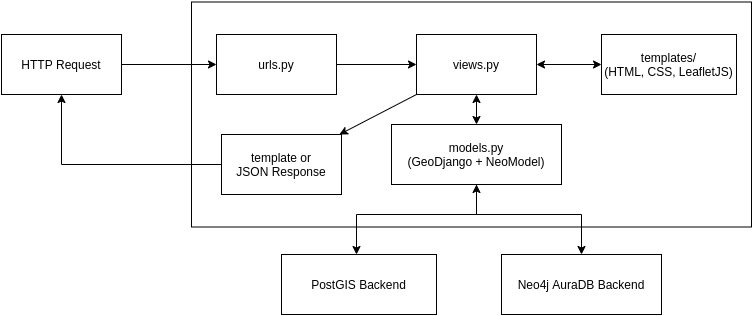 HTTP Request
urls.py
views.py
templates/
(HTML, CSS, LeafletJS)
template or
JSON Response
models.py
(GeoDjango + NeoModel)
PostGIS Backend
Neo4j AuraDB Backend